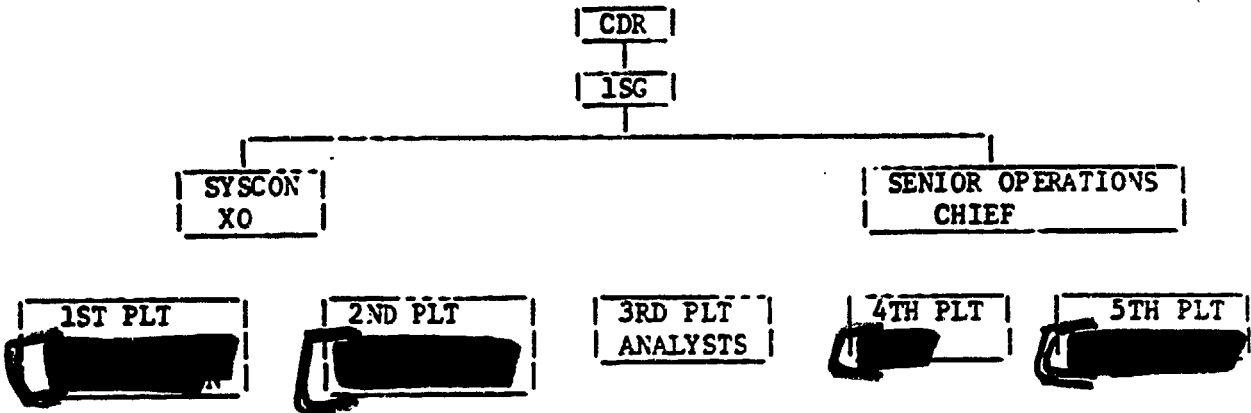 CDR
1SG
SYSCON
XO
SENIOR OPERATIONS
CHIEF
1ST PLT
2ND PLT
3RD PLT
ANALYSTS
4TH PLT
5TH PLT